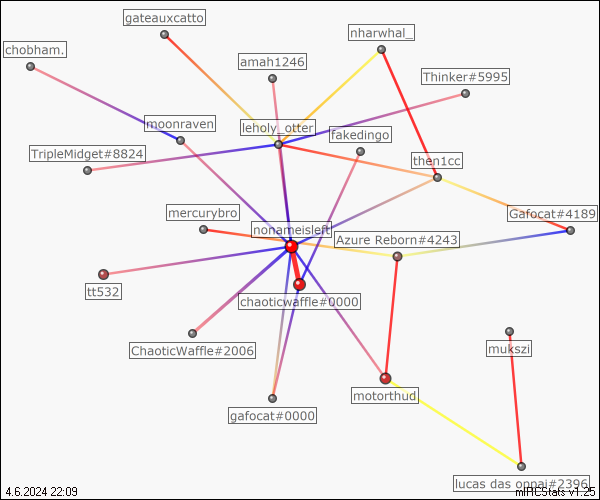 gateauxcatto
nharwhal_
chobham.
amah1246
Thinker#5995
moonraven
leholy_otter
fakedingo
TripleMidget#8824
then1cc
mercurybro
Gafocat#4189
nonameisleft
Azure Reborn#4243
tt532
chaoticwaffle#0000
ChaoticWaffle#2006
mukszi
motorthud_
gafocat#0000
lucas das oppai#2396
4.6.2024 22:09
mIRCStats v1.25